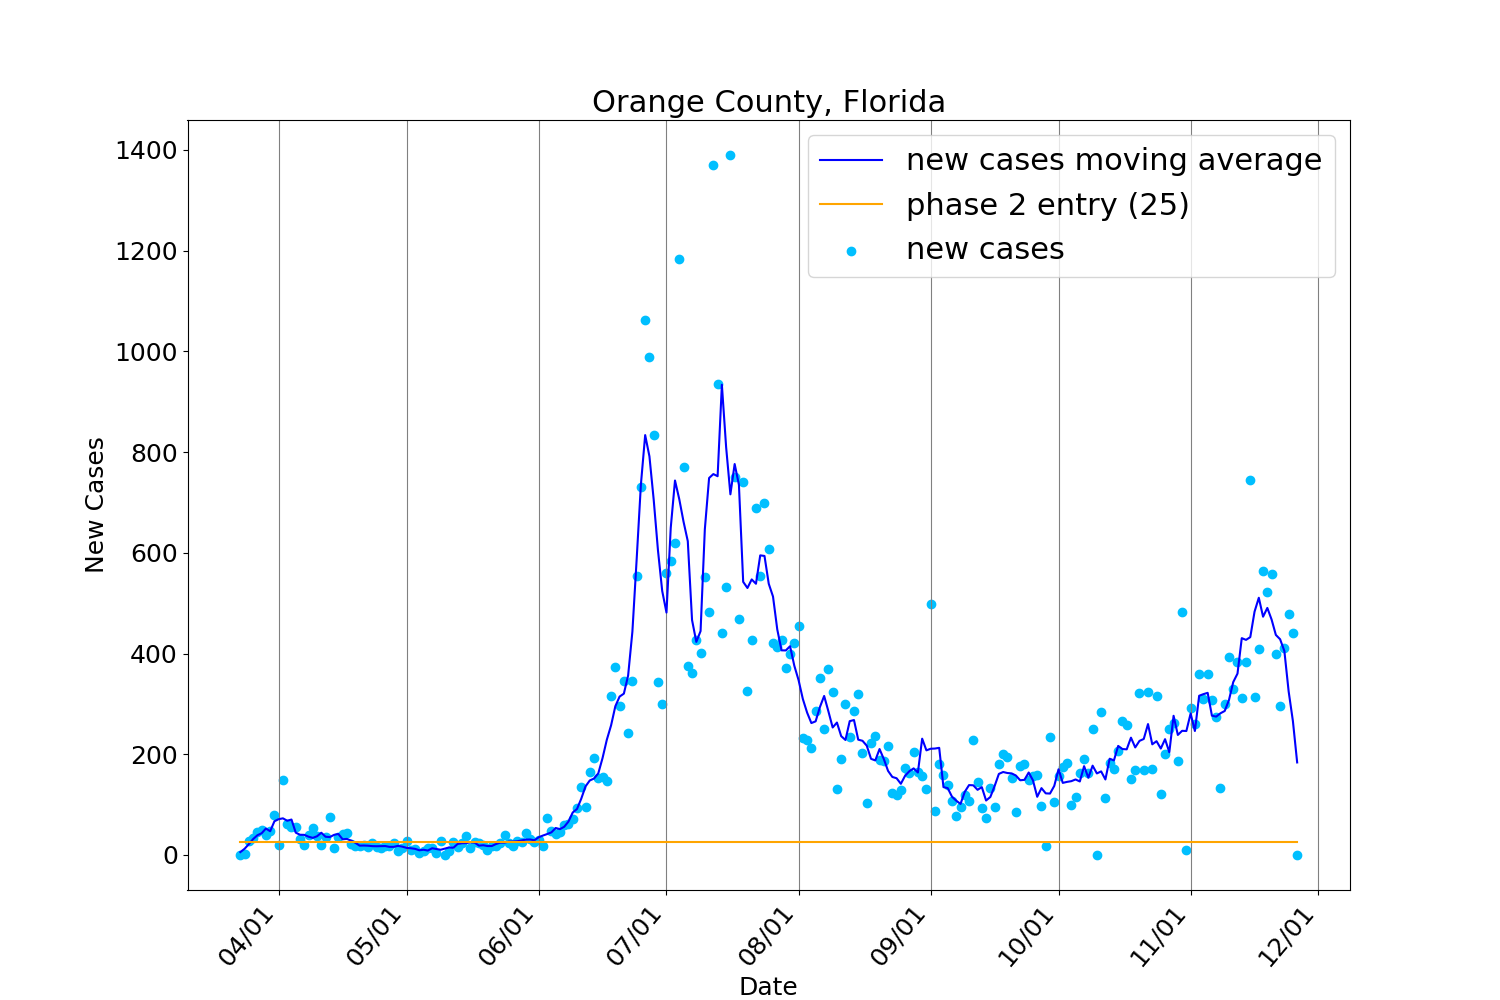 Orange County, Florida
new cases moving average
phase 2 entry (25)
new cases
1400
1200
1000
800
600
400
200
0
New Cases
04/01
05/01
06/01
07/01
08/01
09/01
10/01
11/01
12/01
Date